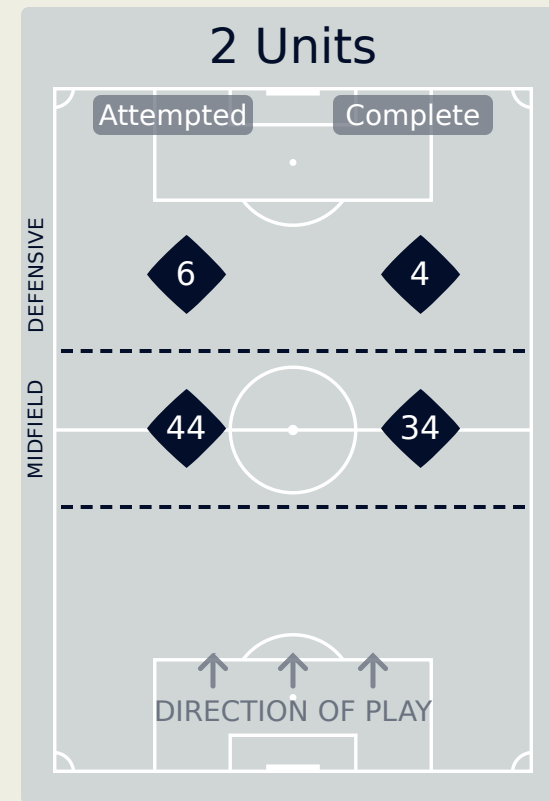 2 Units
Attempted Complete
DEFENSIVE
6 4
MIDFIELD
44 34
DIRECTION OF PLAY